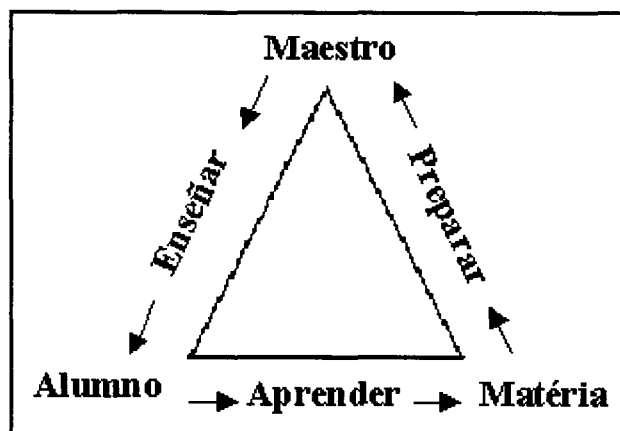 Maestro
Enseñar
Preparar
Alumno
Aprender
Matéria